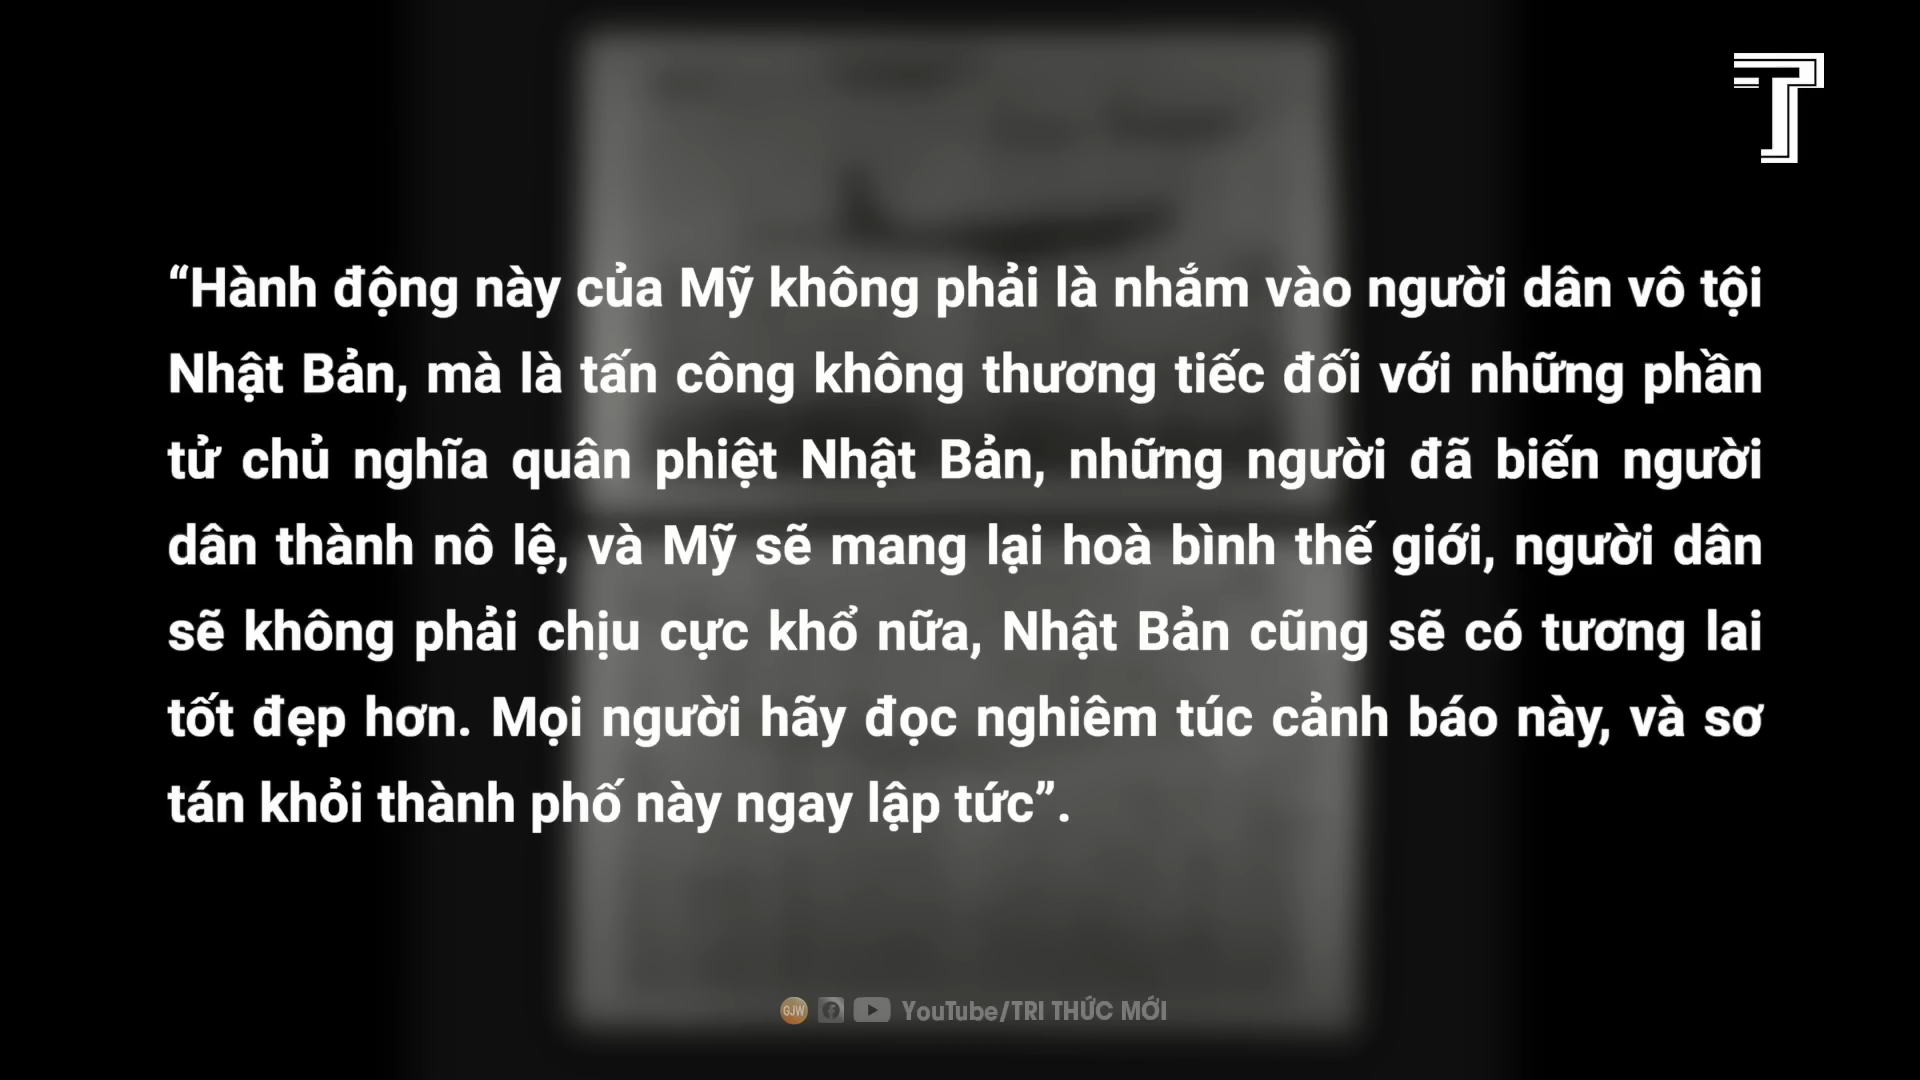 “Hành động này của Mỹ không phải là nhắm vào người dân vô tội
Nhật Bản, mà là tấn công không thương tiếc đối với những phần
tử chủ nghĩa quân phiệt Nhật Bản, những người đã biến người
dân thành nô lệ, và Mỹ sẽ mang lại hoà bình thế giới, người dân
sẽ không phải chịu cực khổ nữa, Nhật Bản cũng sẽ có tương lai
tốt đẹp hơn. Mọi người hãy đọc nghiêm túc cảnh báo này, và sơ
tán khỏi thành phố này ngay lập tức”.
GJW YouTube/TRI THỨC MỚI